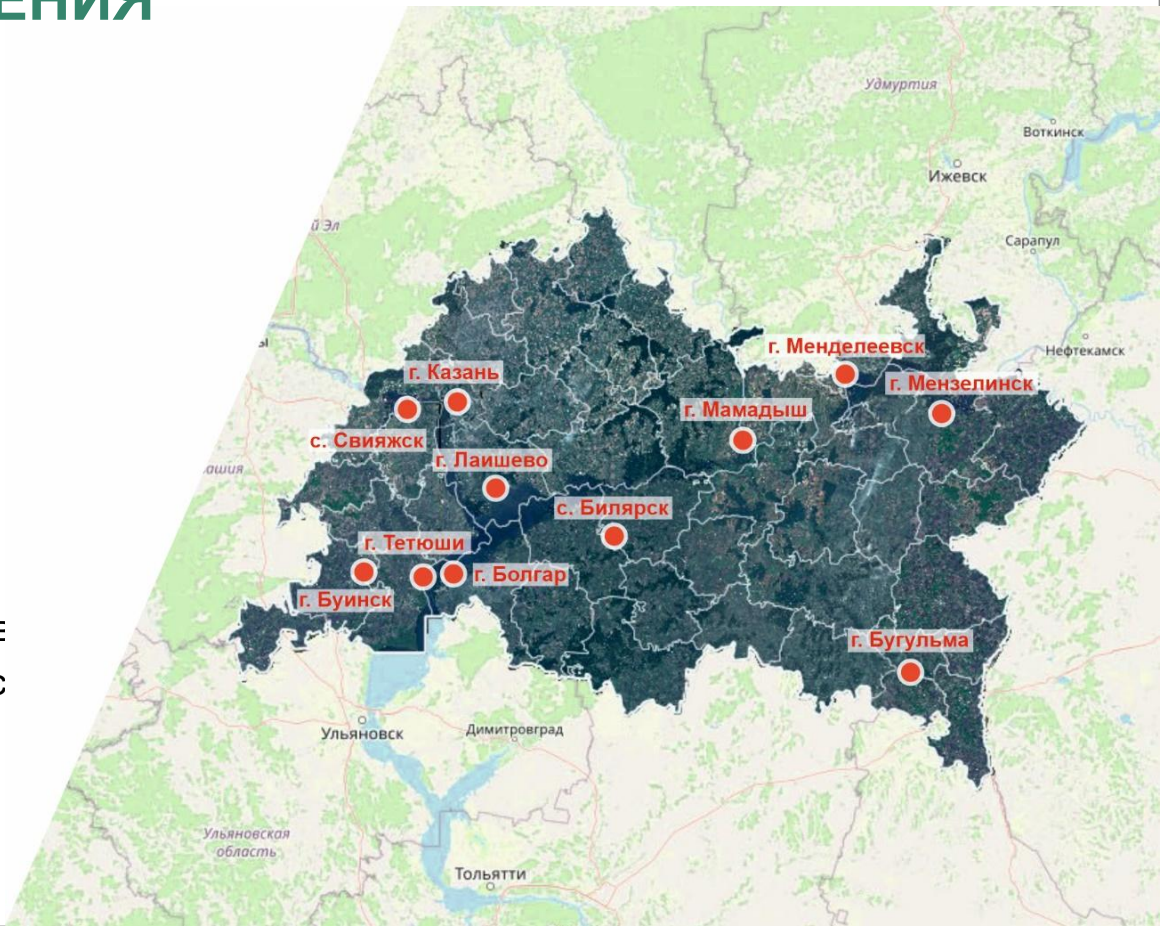 ЕНИЯ
Удмуртия
Воткинск
Ижевск
й Эл
Сарапул
ы
г. Менделеевск
Нефтекамск
г. Казань
г. Мензелинск
г. Мамадыш
с. Свияжск
г. Лаишево
ашия
с. Билярск
г. Тетюши
г. Болгар
г. Буинск
г. Бугульма
с
Ульяновск
Димитровград
Ульяновская
область
Тольятти